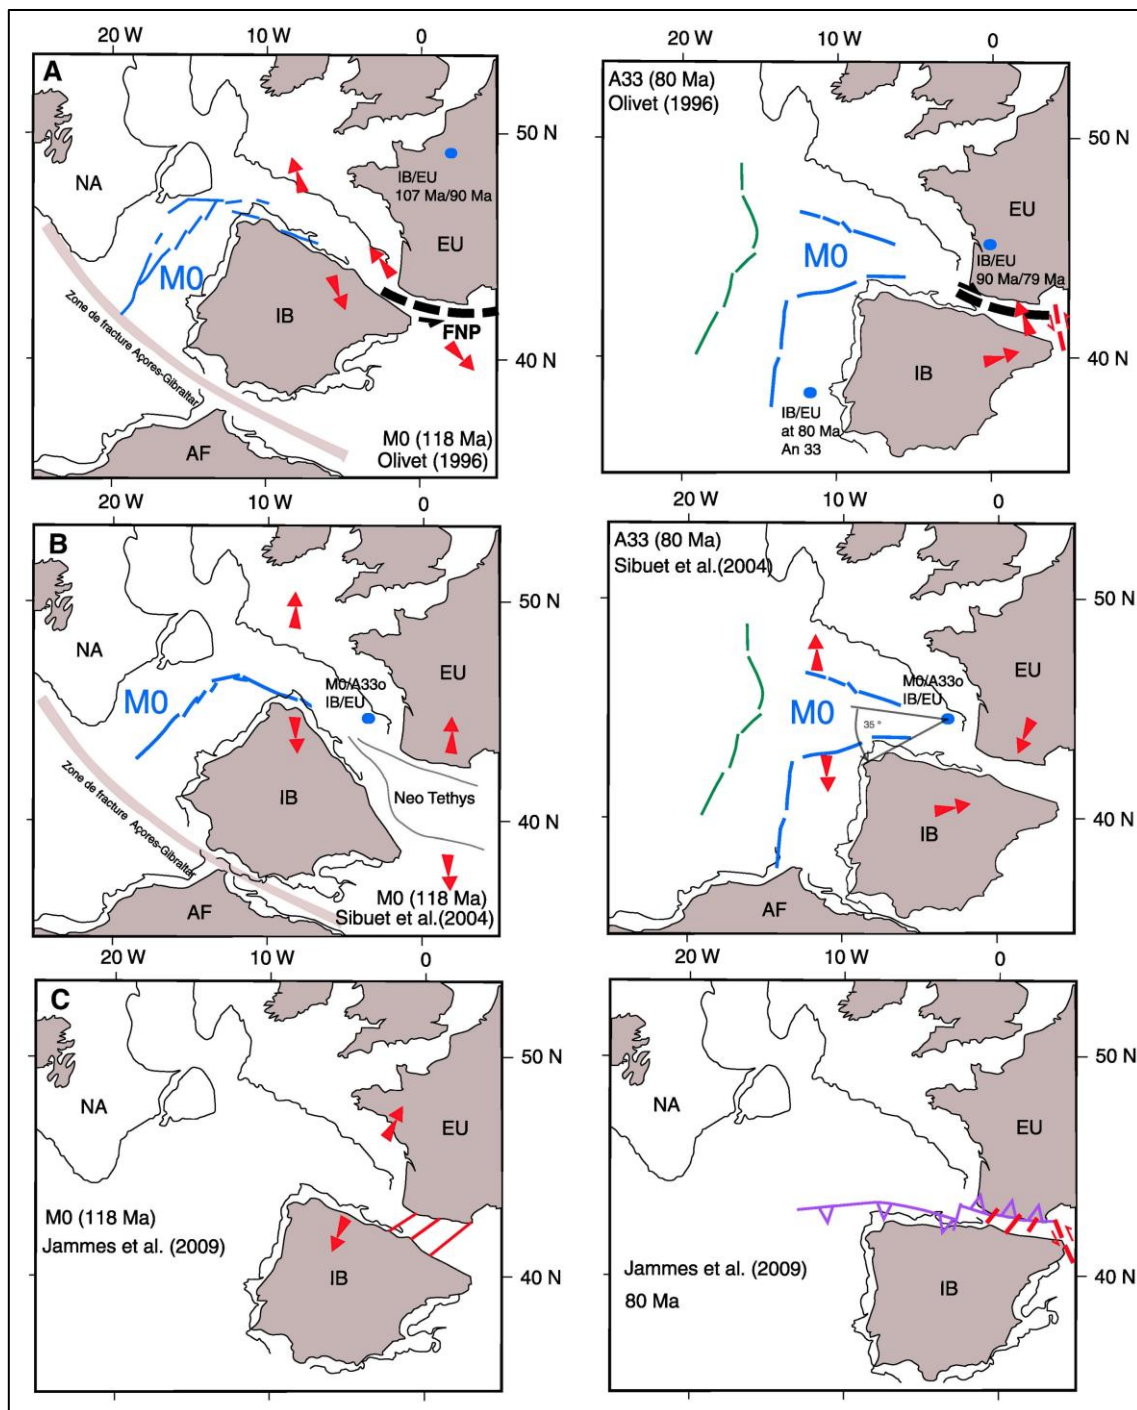 20 W 10 W 0
A
50 N
NA
IB/EU
107 Ma/90 Ma
EU
M0
Zone de fracture Açores-Gibraltar
IB
FNP
40 N
AF
M0 (118 Ma)
Olivet (1996)
20 W 10 W 0
A33 (80 Ma)
Olivet (1996)
50 N
EU
M0
IB/EU
90 Ma/79 Ma
IB
40 N
IB/EU
at 80 Ma
An 33
20 W 10 W 0
B
50 N
NA
EU
M0
M0/A33o
IB/EU
Zone de fracture Açores-Gibraltar
IB
Neo Tethys
40 N
AF
M0 (118 Ma)
Sibuet et al.(2004)
20 W 10 W 0
A33 (80 Ma)
Sibuet et al.(2004)
50 N
EU
M0/A33o
IB/EU
M0
35 °
IB
40 N
AF
20 W 10 W 0
C
50 N
NA
EU
M0 (118 Ma)
Jammes et al. (2009)
IB
40 N
20 W 10 W 0
50 N
NA
EU
Jammes et al. (2009)
80 Ma
IB
40 N